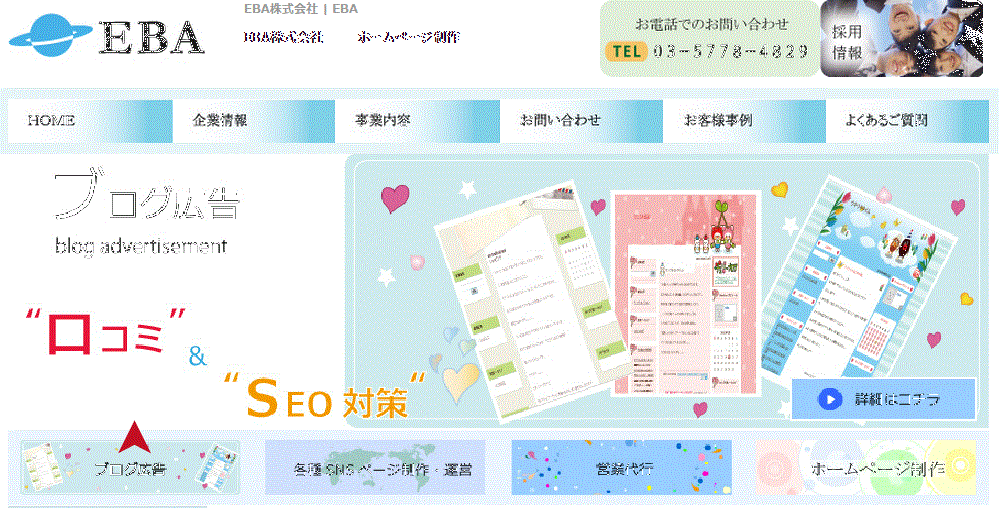 EBA株式会社 | EBA
EBA
EBA株式会社 ホームページ制作
お電話でのお問い合わせ
TEL 03-5778-4829
採用
情報
HOME 企業情報 事業内容 お問い合わせ お客様事例 よくあるご質問
ブログ広告
blog advertisement
“口コミ”
&
“SEO 対策“
詳細はコチラ
ブログ広告 各種SNSページ制作・運営 営業代行 ホームページ制作